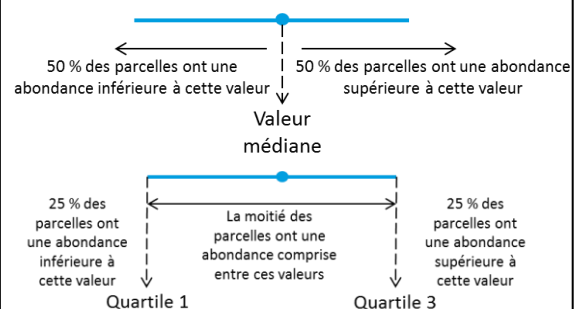 50 % des parcelles ont une
abondance inférieure à cette valeur
50 % des parcelles ont une abondance
supérieure à cette valeur
Valeur
médiane
25 % des
parcelles ont
une abondance
inférieure à
cette valeur
La moitié des
parcelles ont une
abondance comprise
entre ces valeurs
25 % des
parcelles ont
une abondance
supérieure à
cette valeur
Quartile 1
Quartile 3